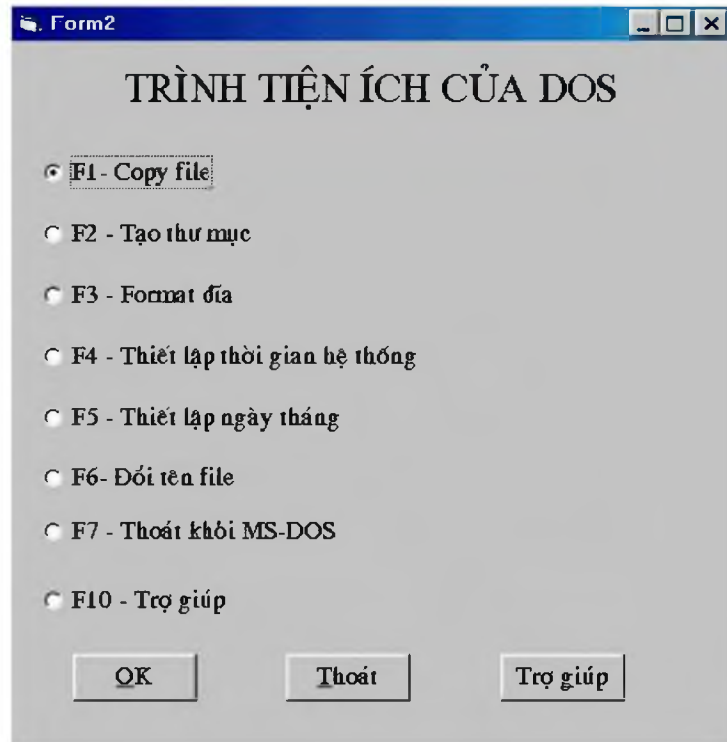 Form2
TRÌNH TIỆN ÍCH CỦA DOS
F1- Copy file
F2 - Tạo thư mục
F3 - Format đĩa
F4 - Thiết lập thời gian hệ thống
F5 - Thiết lập ngày tháng
F6- Đổi tên file
F7 - Thoát khỏi MS-DOS
F10 - Trợ giúp
OK Thoát Trợ giúp